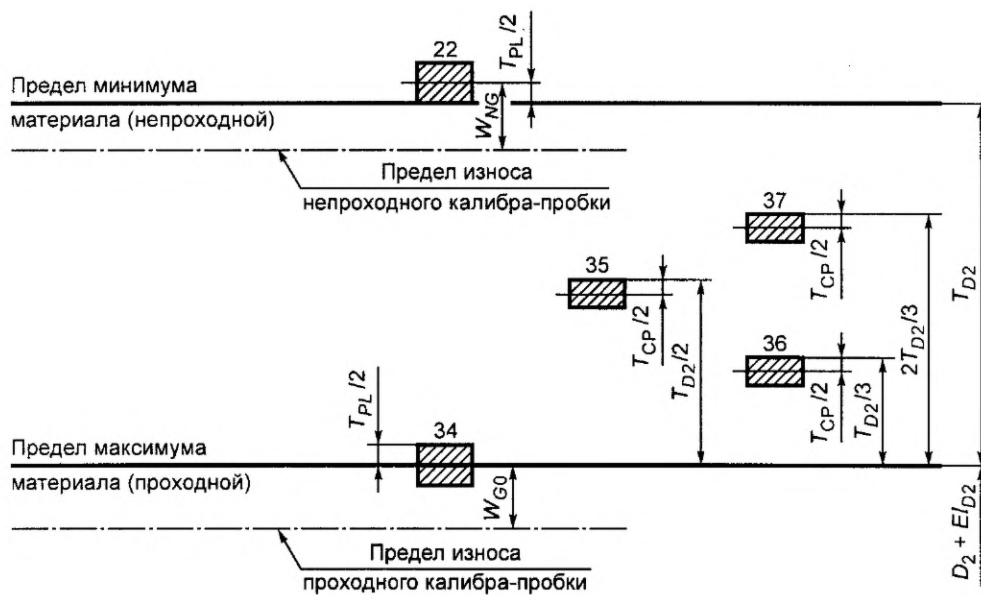 22
T_PL/2
Предел минимума
материала (непроходной)
W_NG
Предел износа
непроходного калибра-пробки
37
T_CP/2
35
T_CP/2
T_D2/2
36
T_CP/2
T_D2/3
2T_D2/3
T_D2
T_PL/2
34
Предел максимума
материала (проходной)
W_G0
Предел износа
проходного калибра-пробки
D_2 + EI_D2